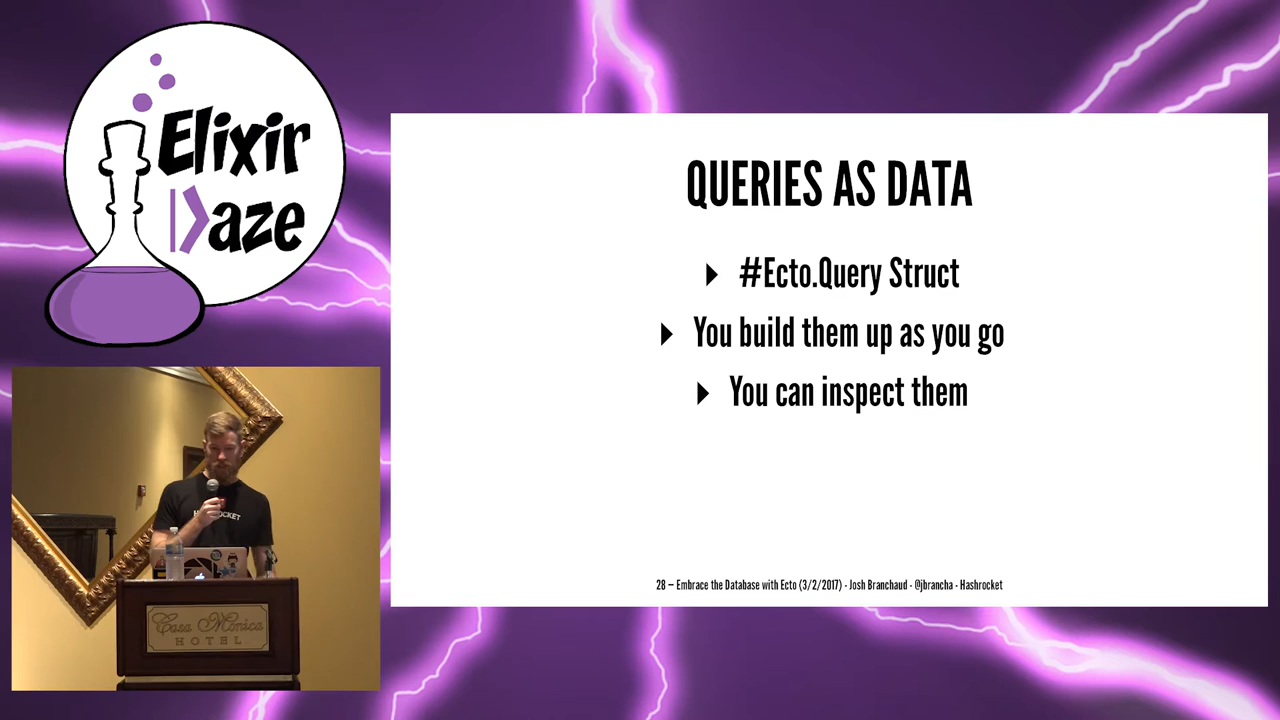 Elixir
Daze
QUERIES AS DATA
#Ecto.Query Struct
You build them up as you go
You can inspect them
28 – Embrace the Database with Ecto (3/2/2017) - Josh Branchaud - @jbrancha - Hashrocket
Casa Monica
HOTEL